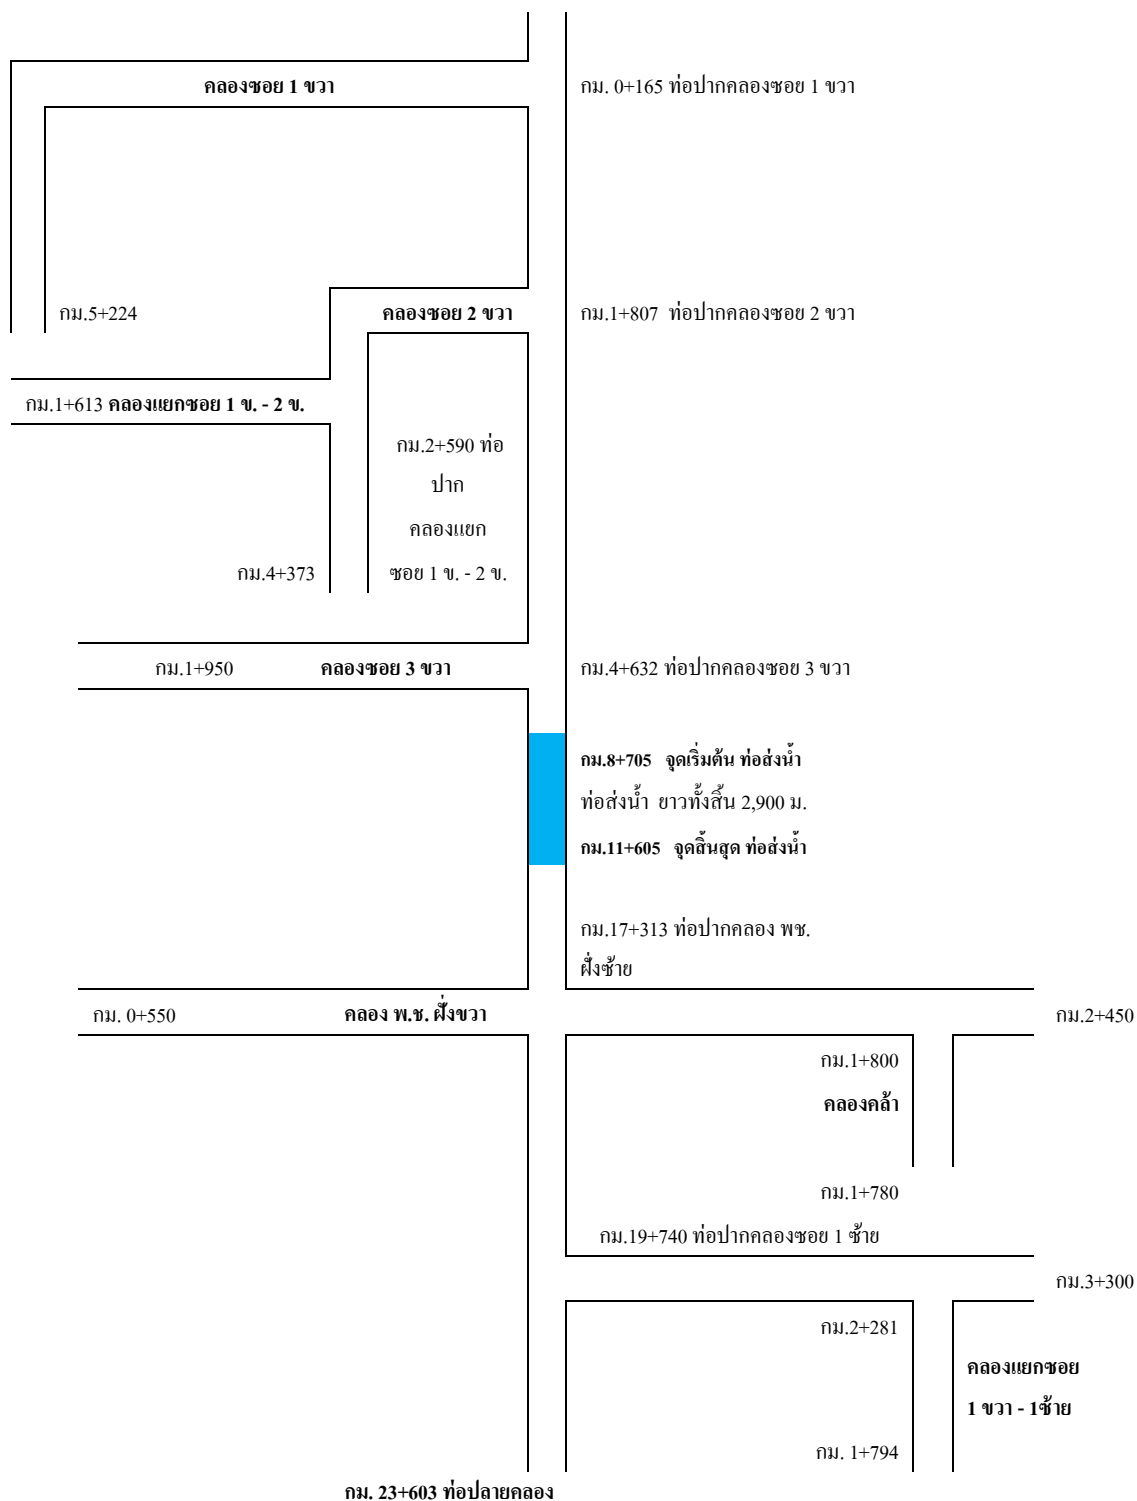 คลองซอย 1 ขวา
กม. 0+165 ท่อปากคลองซอย 1 ขวา
กม.5+224
คลองซอย 2 ขวา
กม.1+807 ท่อปากคลองซอย 2 ขวา
กม.1+613 คลองแยกซอย 1 ข. - 2 ข.
กม.2+590 ท่อ
ปาก
คลองแยก
ซอย 1 ข. - 2 ข.
กม.4+373
กม.1+950
คลองซอย 3 ขวา
กม.4+632 ท่อปากคลองซอย 3 ขวา
กม.8+705 จุดเริ่มต้น ท่อส่งน้ำ
ท่อส่งน้ำ ยาวทั้งสิ้น 2,900 ม.
กม.11+605 จุดสิ้นสุด ท่อส่งน้ำ
กม.17+313 ท่อปากคลอง พช.
ฝั่งซ้าย
กม. 0+550
คลอง พ.ช. ฝั่งขวา
กม.2+450
กม.1+800
คลองคล้า
กม.1+780
กม.19+740 ท่อปากคลองซอย 1 ซ้าย
กม.3+300
กม.2+281
คลองแยกซอย
1 ขวา - 1ซ้าย
กม. 1+794
กม. 23+603 ท่อปลายคลอง